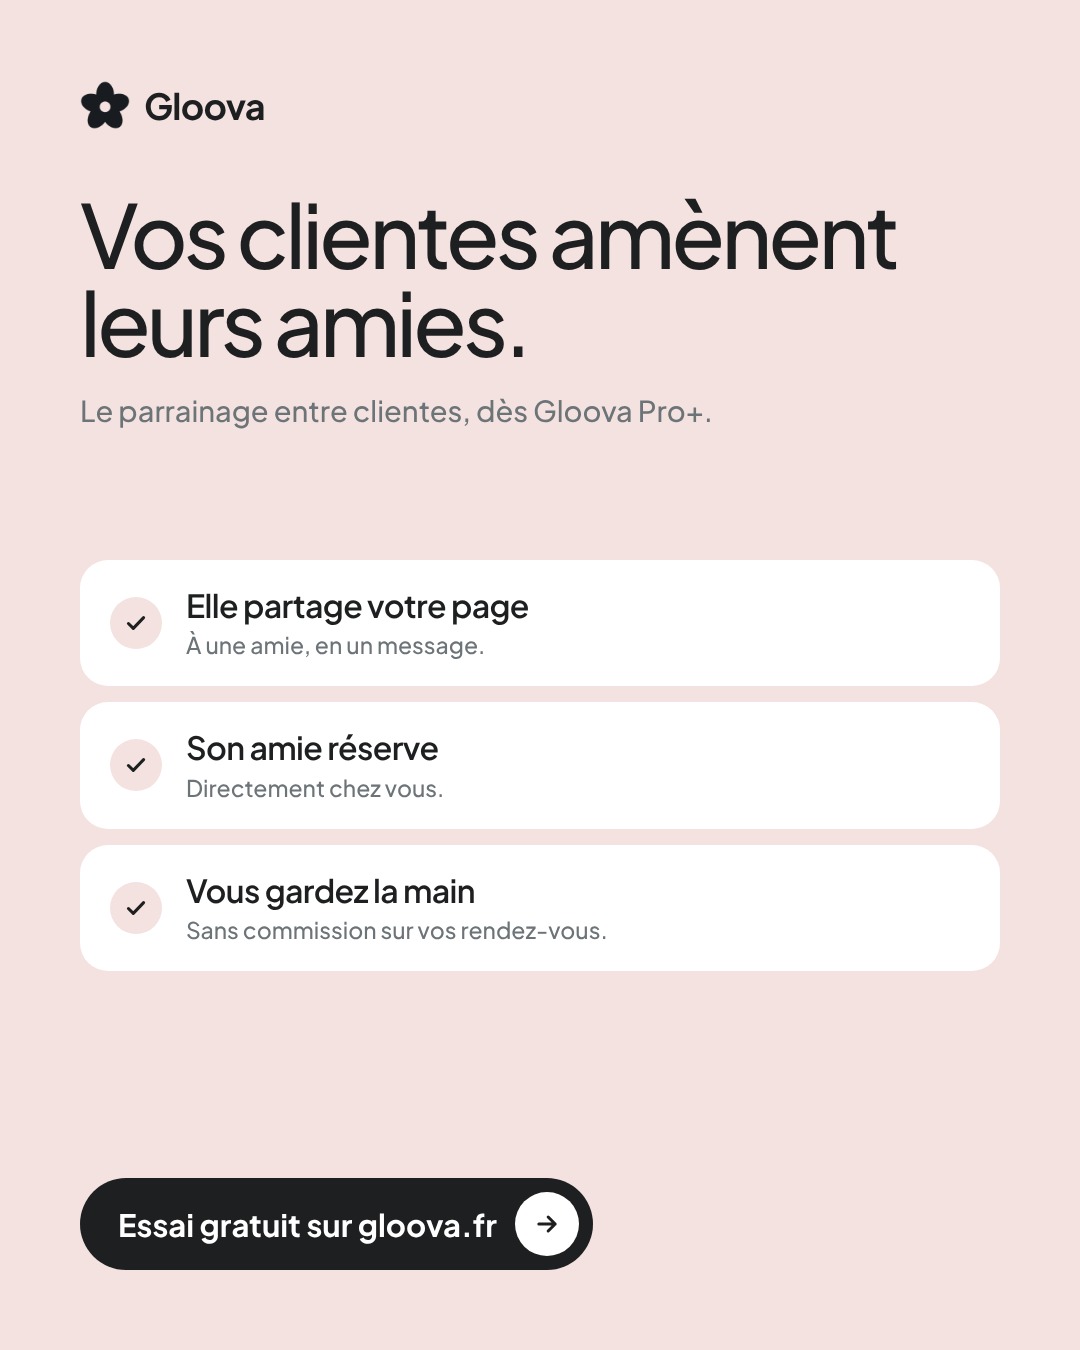 Gloova
Vos clientes amènent
leurs amies.
Le parrainage entre clientes, dès Gloova Pro+.
Elle partage votre page
À une amie, en un message.
Son amie réserve
Directement chez vous.
Vous gardez la main
Sans commission sur vos rendez-vous.
Essai gratuit sur gloova.fr